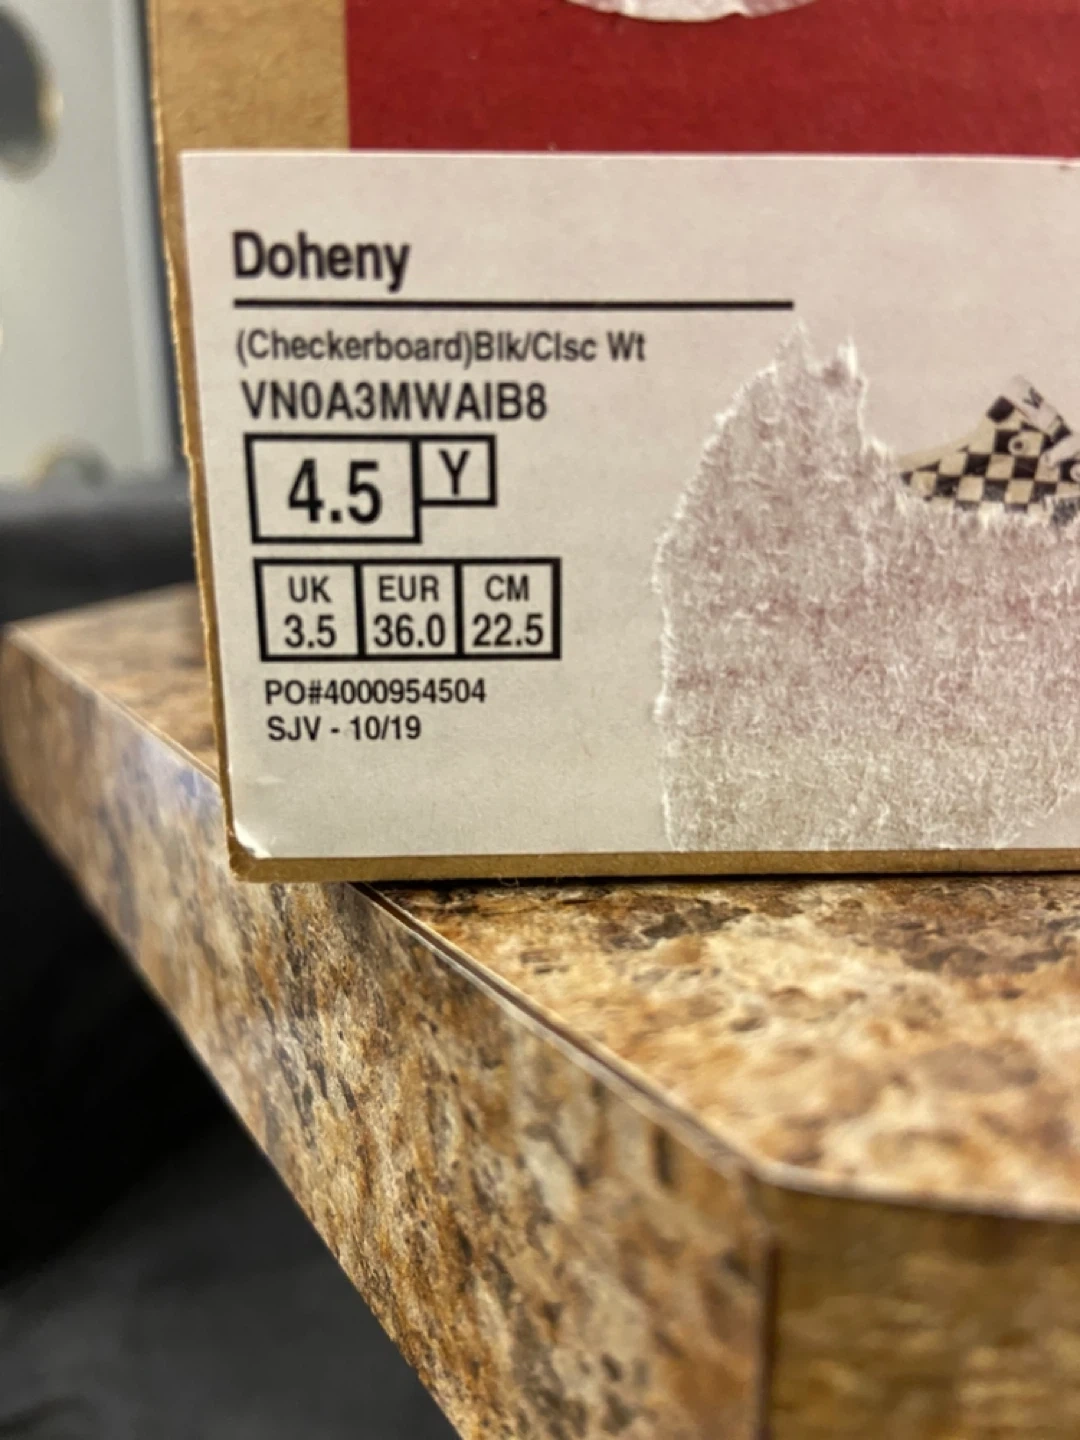 Doheny
(Checkerboard)Blk/Clsc Wt
VN0A3MWAIB8
4.5 Y
UK EUR CM
3.5 36.0 22.5
PO#4000954504
SJV - 10/19